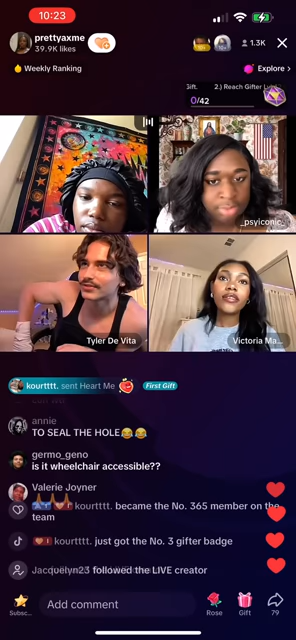 10:23
prettyaxme
39.9K likes
1.3K
Weekly Ranking
Explore >
Gift. 2.) Reach Gifter L
0/42
_psyiconic_
Tyler De Vita
Victoria Ma...
kourtttt. sent Heart Me
First Gift
annie
TO SEAL THE HOLE😂😂
germo_geno
is it wheelchair accessible??
Valerie Joyner
kourtttt. became the No. 365 member on the
team
kourtttt. just got the No. 3 gifter badge
Jacquelyn23 followed the LIVE creator
Subsc...
Add comment
Rose
Gift
79